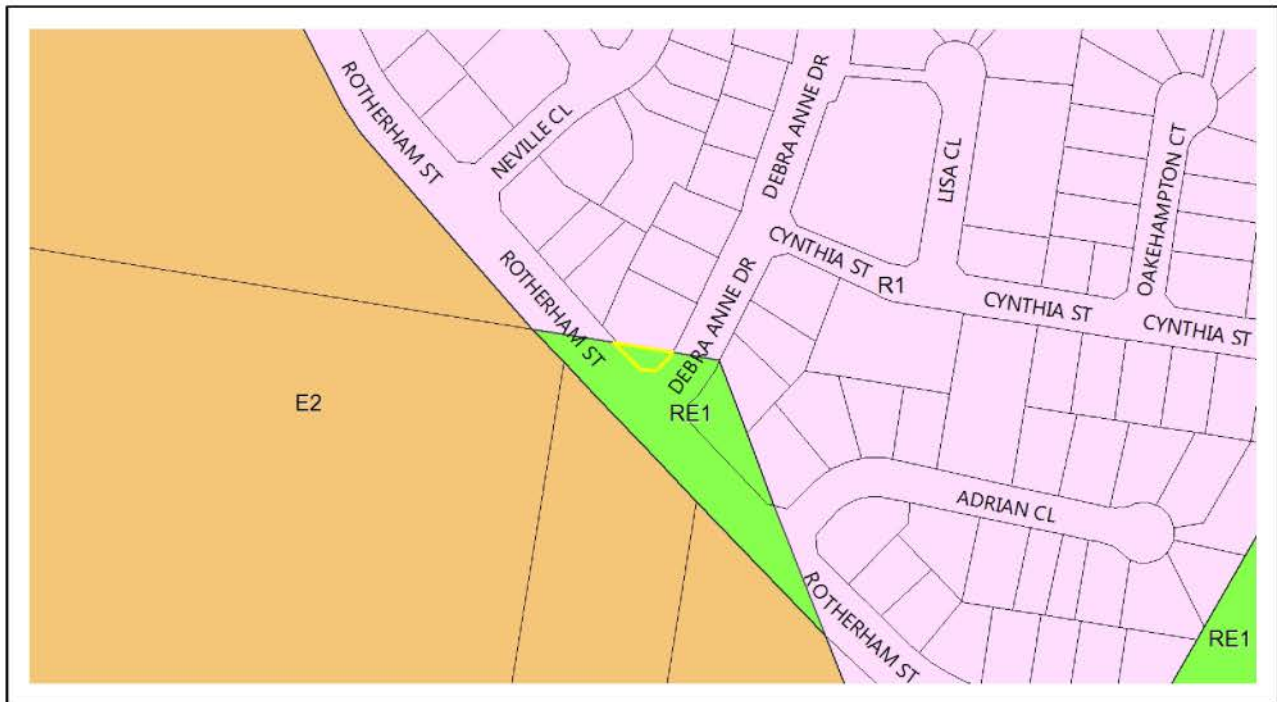 ROTHERHAM ST
NEVILLE CL
DEBRA ANNE DR
LISA CL
OAKEHAMPTON CT
CYNTHIA ST
R1
CYNTHIA ST
CYNTHIA ST
ROTHERHAM ST
DEBRA ANNE DR
E2
RE1
ADRIAN CL
ROTHERHAM ST
RE1